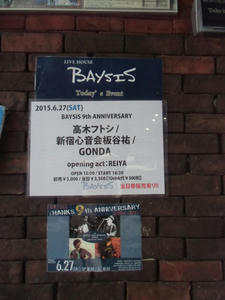 LIVE HOUSE
BAYSIS
Today's Event
2015.6.27(SAT)
BAYSIS 9th ANNIVERSARY
高木フトシ/
新宿心音会板谷祐/
GONDA
opening act:REIYA
OPEN 18:00 / START 18:30
BAYSIS
THANKS 9th ANNIVERSARY
6.27